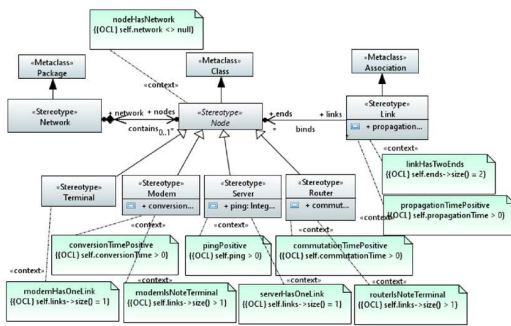 nodeHasNetwork
{{OCL} self.network <> null}
«Metaclass»
Package
«Metaclass»
Class
«Metaclass»
Association
«context»
«Stereotype»
Network
+ network
+ nodes
contains
0..1
*
«Stereotype»
Node
+ ends
+ links
*
binds
«Stereotype»
Link
+ propagation...
«context»
linkHasTwoEnds
{{OCL} self.ends->size() = 2}
«Stereotype»
Terminal
«Stereotype»
Modem
+ conversion...
«Stereotype»
Server
+ ping: Integ...
«Stereotype»
Router
+ commut...
«context»
propagationTimePositive
{{OCL} self.propagationTime > 0}
«context»
«context»
«context»
conversionTimePositive
{{OCL} self.conversionTime > 0}
pingPositive
{{OCL} self.ping > 0}
commutationTimePositive
{{OCL} self.commutationTime > 0}
«context»
«context»
«context»
«context»
modemHasOneLink
{{OCL} self.links->size() = 1}
modemIsNoteTerminal
{{OCL} self.links->size() > 1}
serverHasOneLink
{{OCL} self.links->size() = 1}
routerIsNoteTerminal
{{OCL} self.links->size() > 1}